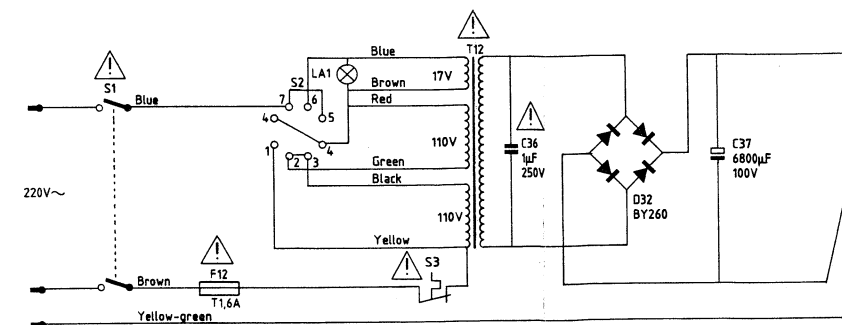 Blue
T12
S1
S2
LA1
17V
Blue
7
6
Brown
Red
4
5
C36
1µF
250V
110V
C37
6800µF
100V
1
4
2
3
Green
Black
220V~
D32
BY260
110V
Yellow
F12
S3
Brown
T1,6A
Yellow-green